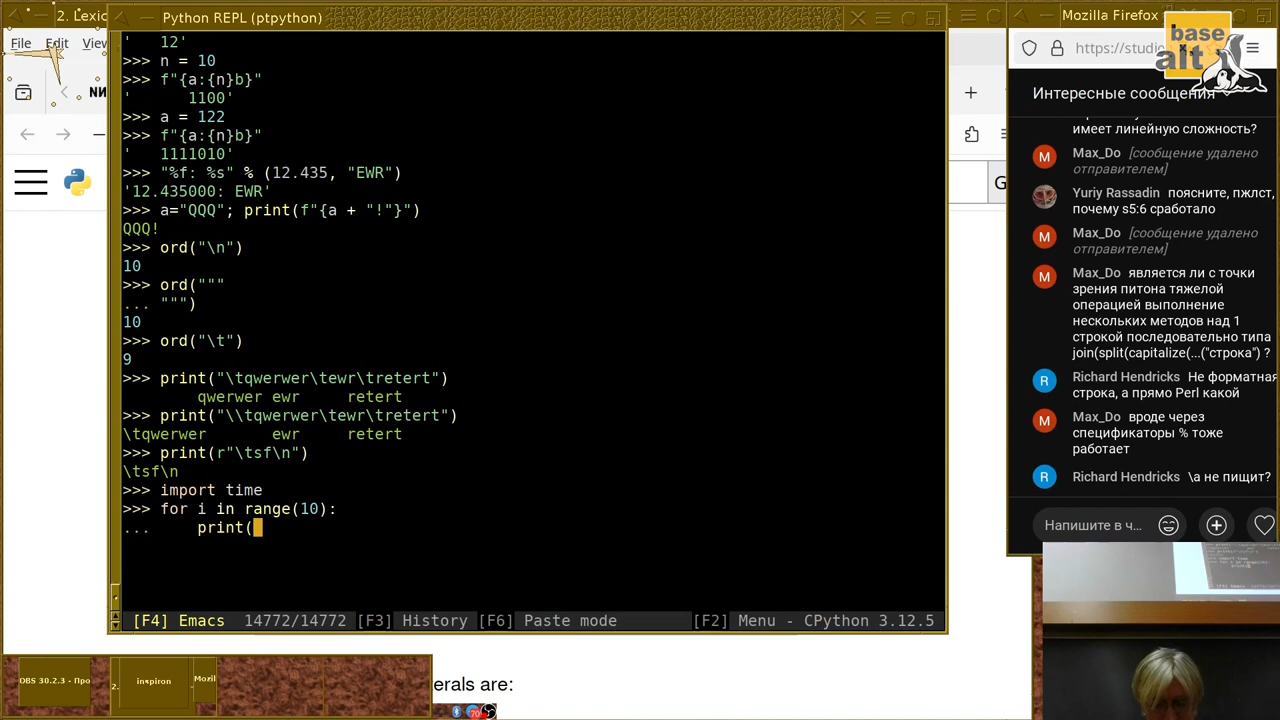 2. Lexic
Python REPL (ptpython)
Mozilla Firefox
File Edit View
https://studio
base
alt
'    12'
>>> n = 10
>>> f"{a:{n}b}"
'      1100'
>>> a = 122
>>> f"{a:{n}b}"
'   1111010'
>>> "%f: %s" % (12.435, "EWR")
'12.435000: EWR'
>>> a="QQQ"; print(f"{a + "!"}")
QQQ!
>>> ord("\n")
10
>>> ord("""
... """)
10
>>> ord("\t")
9
>>> print("\tqwerwer\tewr\tretert")
        qwerwer ewr     retert
>>> print("\\tqwerwer\tewr\tretert")
\tqwerwer       ewr     retert
>>> print(r"\tsf\n")
\tsf\n
>>> import time
>>> for i in range(10):
...     print(
[F4] Emacs  14772/14772 [F3] History [F6] Paste mode [F2] Menu - CPython 3.12.5
G
Интересные сообщения
имеет линейную сложность?
Max_Do [сообщение удалено
отправителем]
Yuriy Rassadin поясните, пжлст,
почему s5:6 сработало
Max_Do [сообщение удалено
отправителем]
Max_Do является ли с точки
зрения питона тяжелой
операцией выполнение
нескольких методов над 1
строкой последовательно типа
join(split(capitalize(...("строка") ?
Richard Hendricks Не форматная
строка, а прямо Perl какой
Max_Do вроде через
спецификаторы % тоже
работает
Richard Hendricks \a не пищит?
Напишите в ч...
M
M
M
R
M
R
DBS 30.2.3 - Про
2.
inspiron
Mozil
erals are:
70